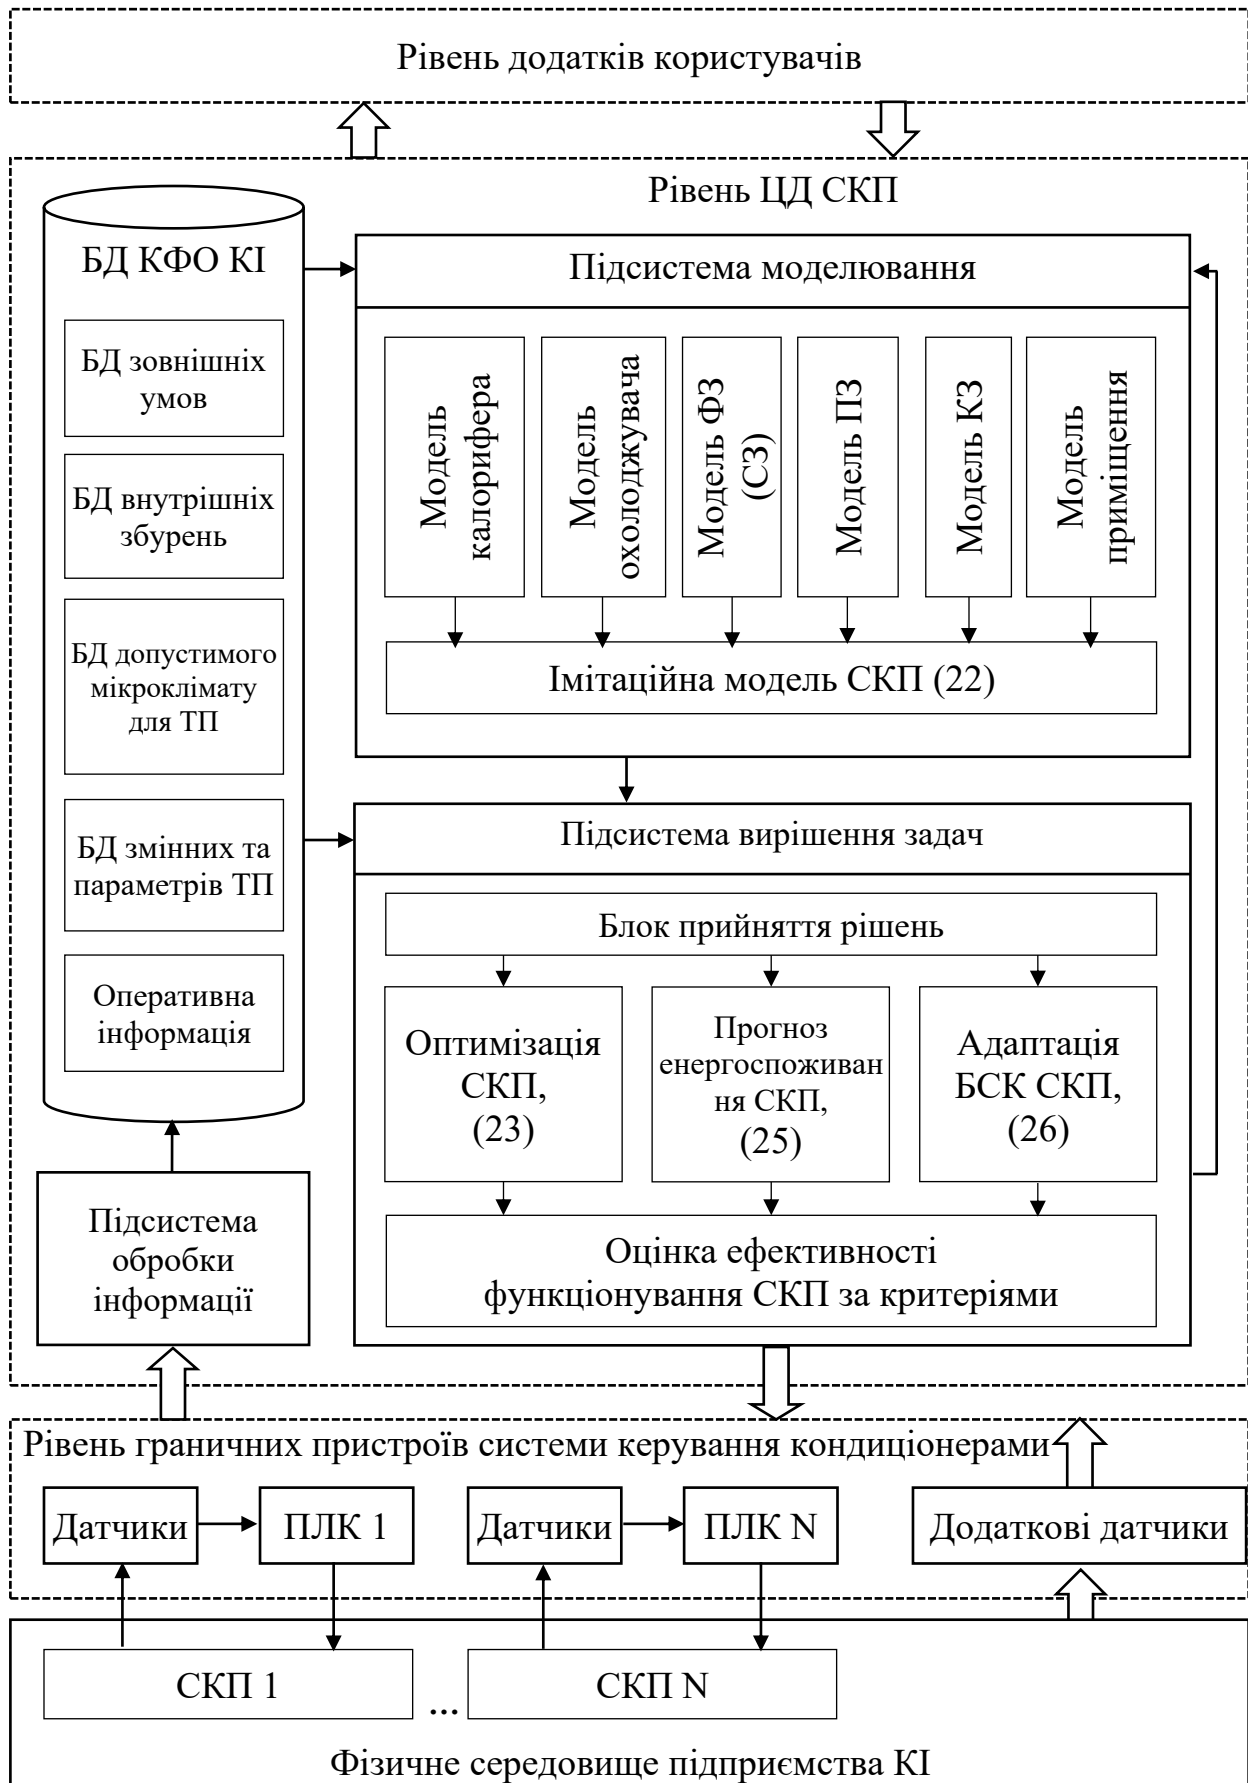 Рівень додатків користувачів
Рівень ЦД СКП
БД КФО КІ
БД зовнішніх
умов
БД внутрішніх
збурень
БД допустимого
мікроклімату
для ТП
БД змінних та
параметрів ТП
Оперативна
інформація
Підсистема
обробки
інформації
Підсистема моделювання
Модель
калорифера
Модель
охолоджувача
Модель ФЗ
(СЗ)
Модель ПЗ
Модель КЗ
Модель
приміщення
Імітаційна модель СКП (22)
Підсистема вирішення задач
Блок прийняття рішень
Оптимізація
СКП,
(23)
Прогноз
енергоспоживан
ня СКП,
(25)
Адаптація
БСК СКП,
(26)
Оцінка ефективності
функціонування СКП за критеріями
Рівень граничних пристроїв системи керування кондиціонерами
Датчики
ПЛК 1
Датчики
ПЛК N
Додаткові датчики
СКП 1
...
СКП N
Фізичне середовище підприємства КІ